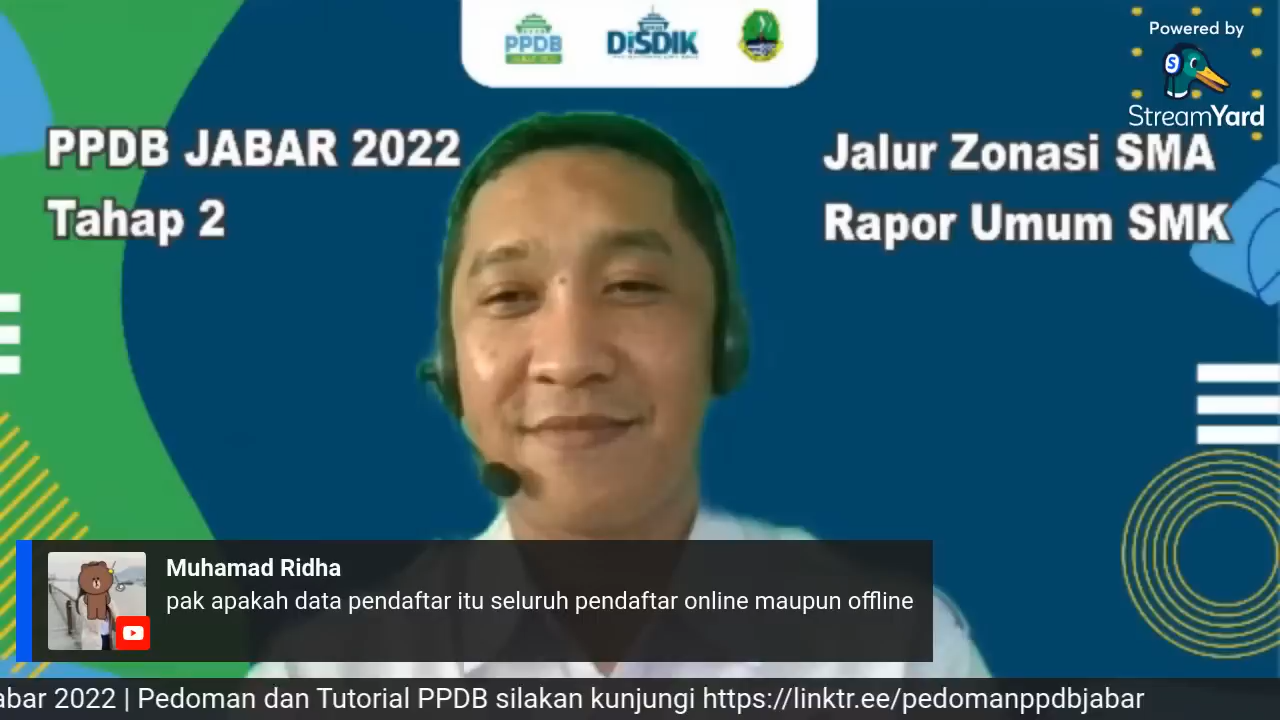 PPDB
DISDIK
Powered by
StreamYard
PPDB JABAR 2022
Tahap 2
Jalur Zonasi SMA
Rapor Umum SMK
Muhamad Ridha
pak apakah data pendaftar itu seluruh pendaftar online maupun offline
abar 2022 | Pedoman dan Tutorial PPDB silakan kunjungi https://linktr.ee/pedomanppdbjabar